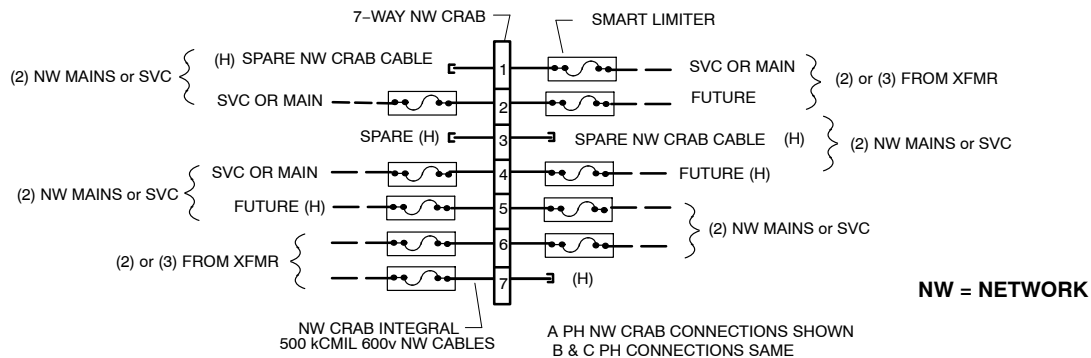 7-WAY NW CRAB
SMART LIMITER
(H) SPARE NW CRAB CABLE
(2) NW MAINS or SVC
1
SVC OR MAIN
(2) or (3) FROM XFMR
SVC OR MAIN
2
FUTURE
SPARE (H)
3
SPARE NW CRAB CABLE (H)
(2) NW MAINS or SVC
SVC OR MAIN
4
FUTURE (H)
(2) NW MAINS or SVC
FUTURE (H)
5
(2) NW MAINS or SVC
6
(2) or (3) FROM XFMR
7
(H)
NW = NETWORK
NW CRAB INTEGRAL
500 kCMIL 600v NW CABLES
A PH NW CRAB CONNECTIONS SHOWN
B & C PH CONNECTIONS SAME